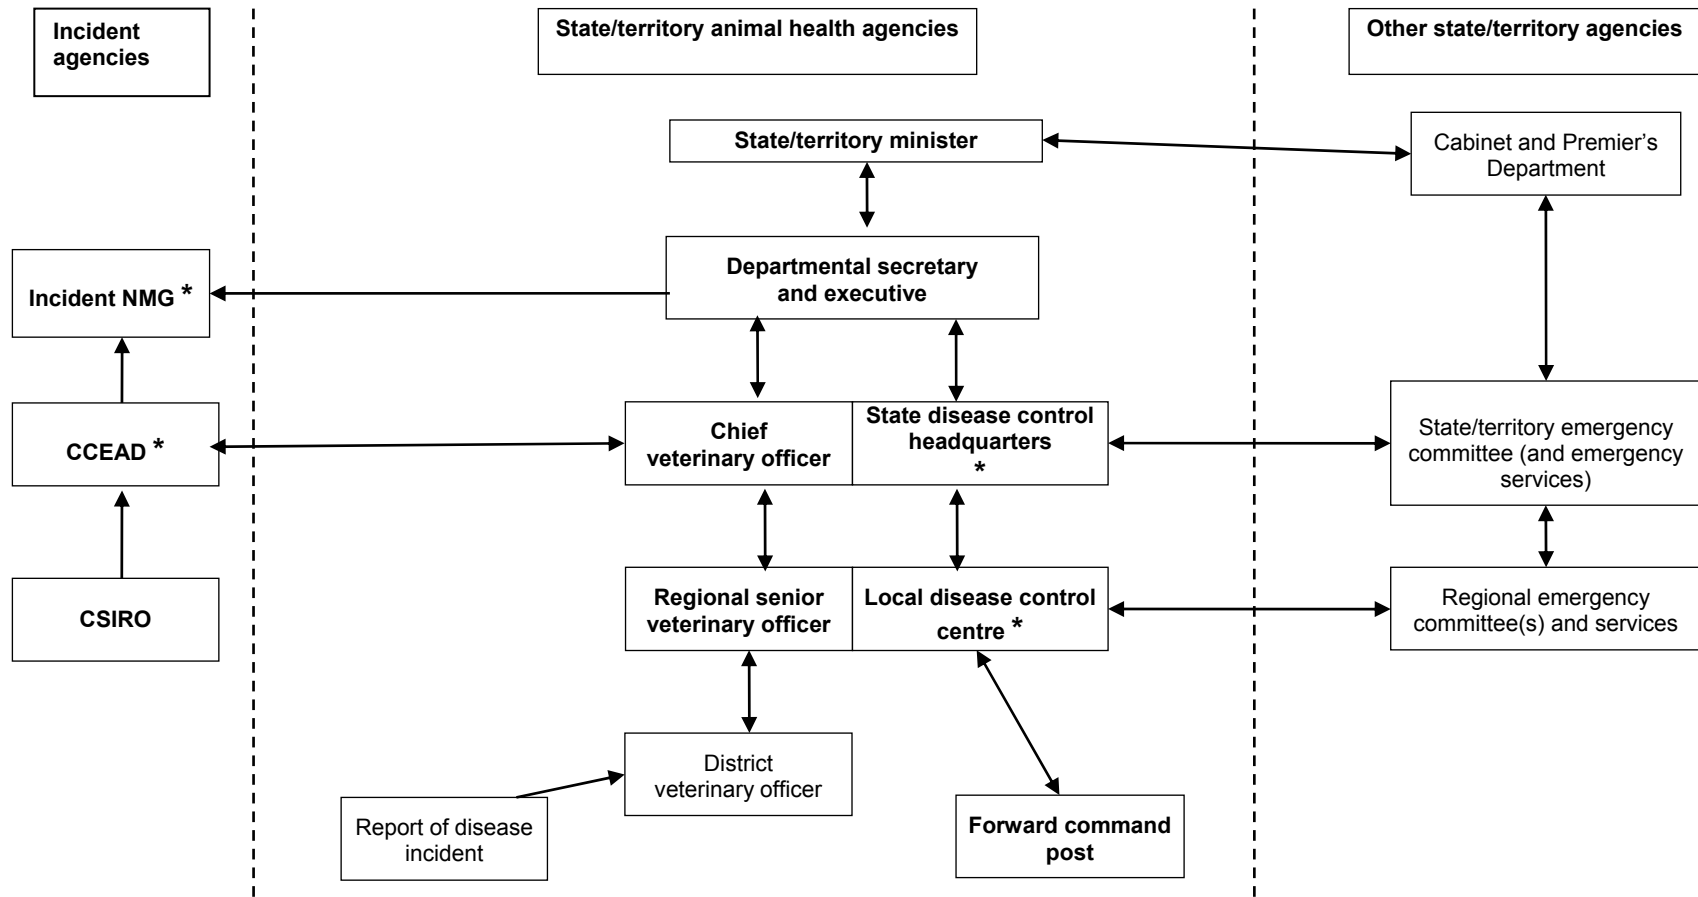 Incident
agencies
State/territory animal health agencies
Other state/territory agencies
State/territory minister
Cabinet and Premier’s
Department
Departmental secretary
and executive
Incident NMG *
CCEAD *
Chief
veterinary officer
State disease control
headquarters
*
State/territory emergency
committee (and emergency
services)
CSIRO
Regional senior
veterinary officer
Local disease control
centre *
Regional emergency
committee(s) and services
District
veterinary officer
Report of disease
incident
Forward command
post